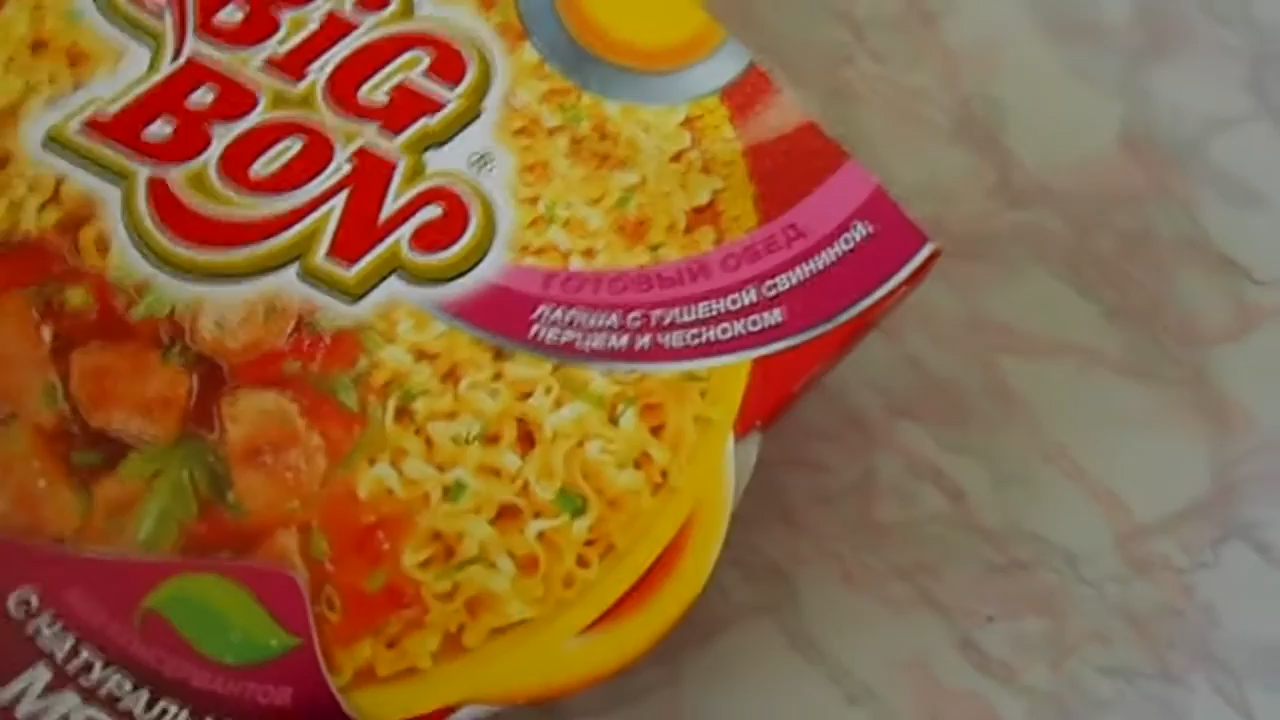 BiG
BON
®
ГОТОВЫЙ ОБЕД
ЛАПША С ТУШЕНОЙ СВИНИНОЙ,
ПЕРЦЕМ И ЧЕСНОКОМ
С НАТУРАЛЬ